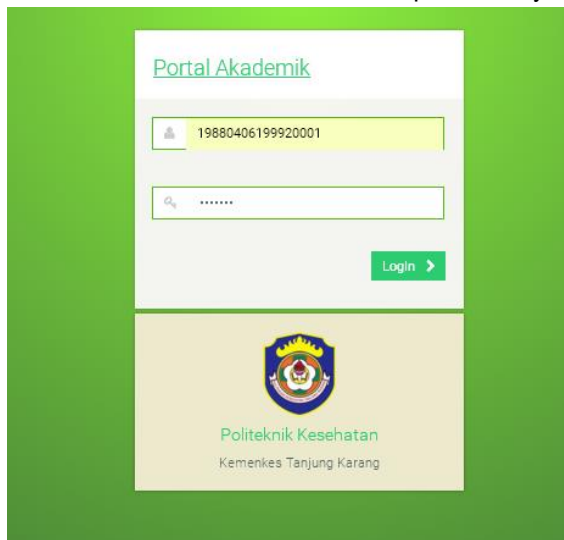 Portal Akademik
19880406199920001
•••••••
Login
Politeknik Kesehatan
Kemenkes Tanjung Karang